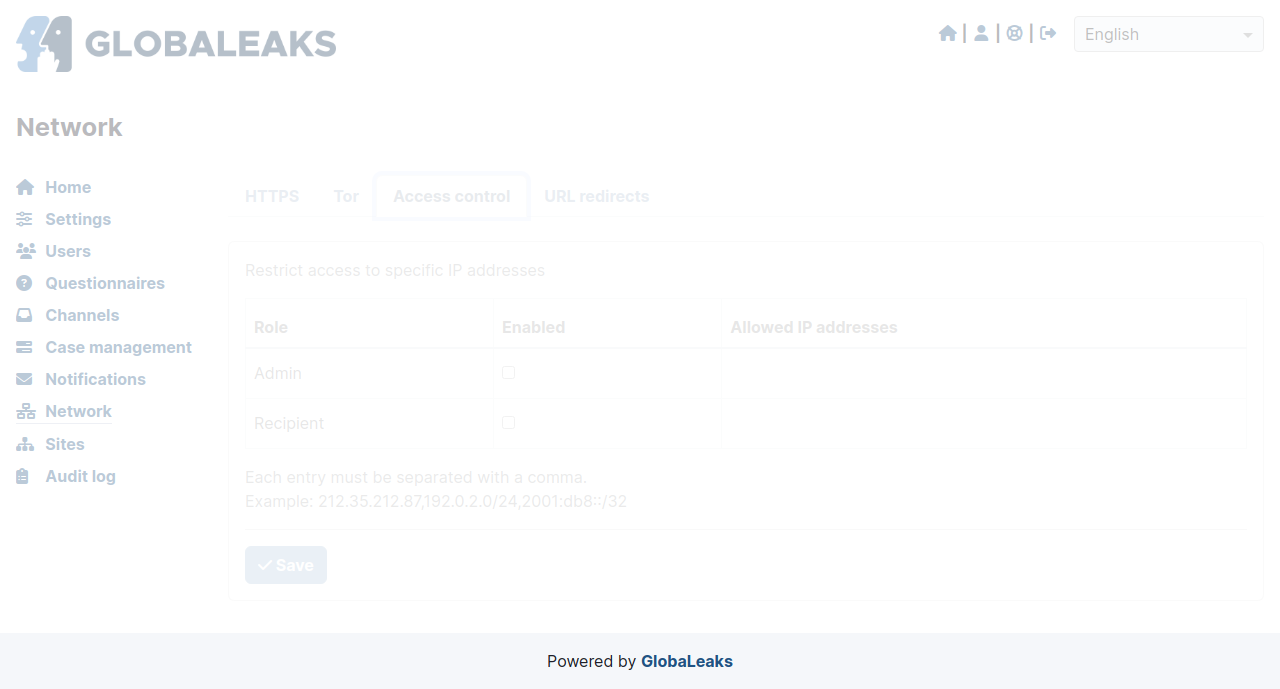 GLOBALEAKS
English
Network
Home
Settings
Users
Questionnaires
Channels
Case management
Notifications
Network
Sites
Audit log
HTTPS Tor Access control URL redirects
Restrict access to specific IP addresses
Role Enabled Allowed IP addresses
Admin
Recipient
Each entry must be separated with a comma.
Example: 212.35.212.87,192.0.2.0/24,2001:db8::/32
Save
Powered by GlobaLeaks